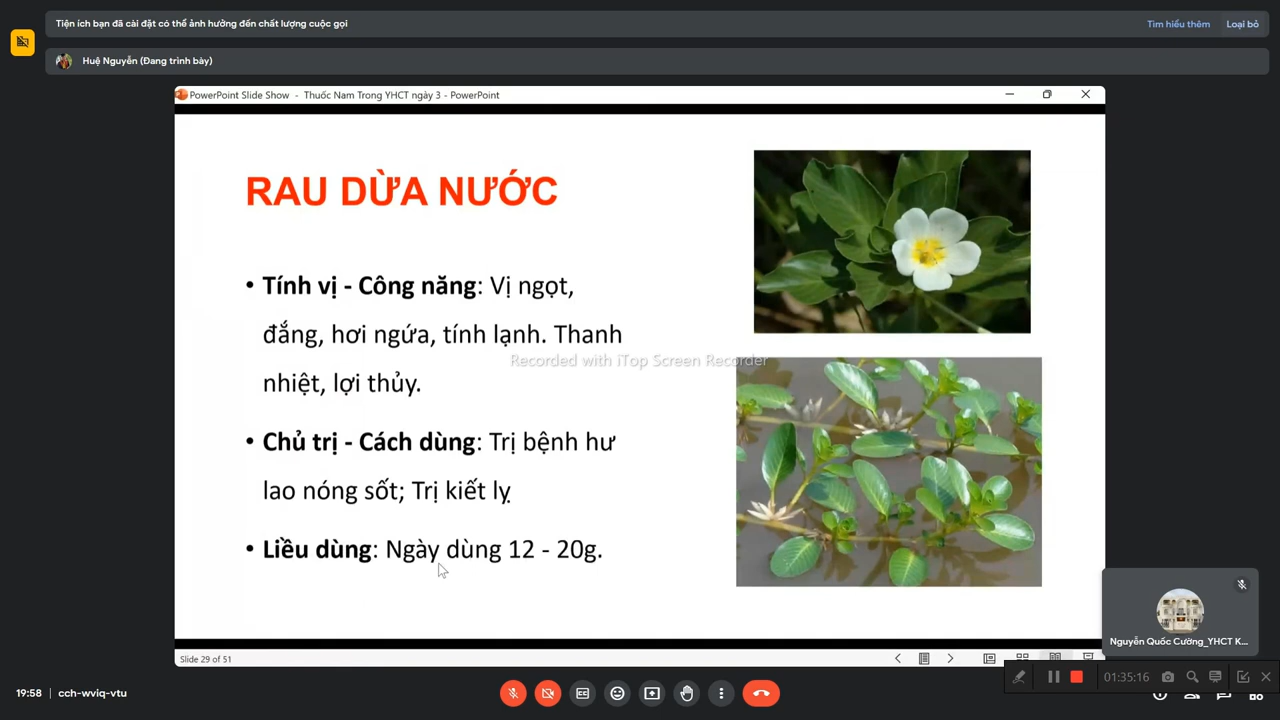 Tiện ích bạn đã cài đặt có thể ảnh hưởng đến chất lượng cuộc gọi
Tìm hiểu thêm
Loại bỏ
Huệ Nguyễn (Đang trình bày)
PowerPoint Slide Show - Thuốc Nam Trong YHCT ngày 3 - PowerPoint
RAU DỪA NƯỚC
• Tính vị - Công năng: Vị ngọt,
đắng, hơi ngứa, tính lạnh. Thanh
nhiệt, lợi thủy.
Recorded with iTop Screen Recorder
• Chủ trị - Cách dùng: Trị bệnh hư
lao nóng sốt; Trị kiết lỵ
• Liều dùng: Ngày dùng 12 - 20g.
Nguyễn Quốc Cường_YHCT K...
Slide 29 of 51
01:35:16
19:58
cch-wviq-vtu